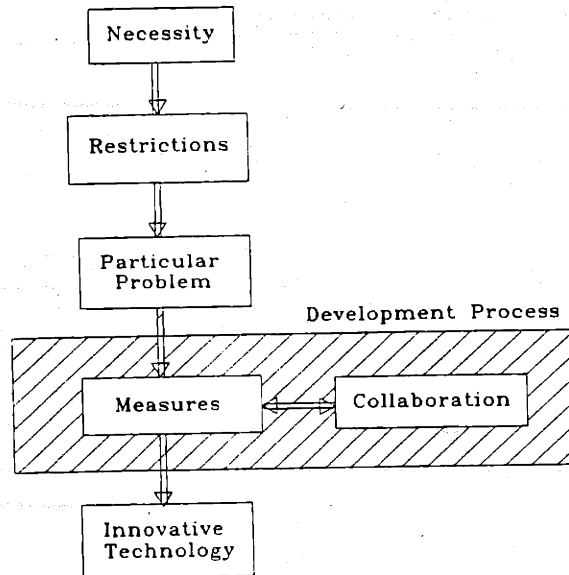 Necessity
Restrictions
Particular
Problem
Development Process
Measures
Collaboration
Innovative
Technology